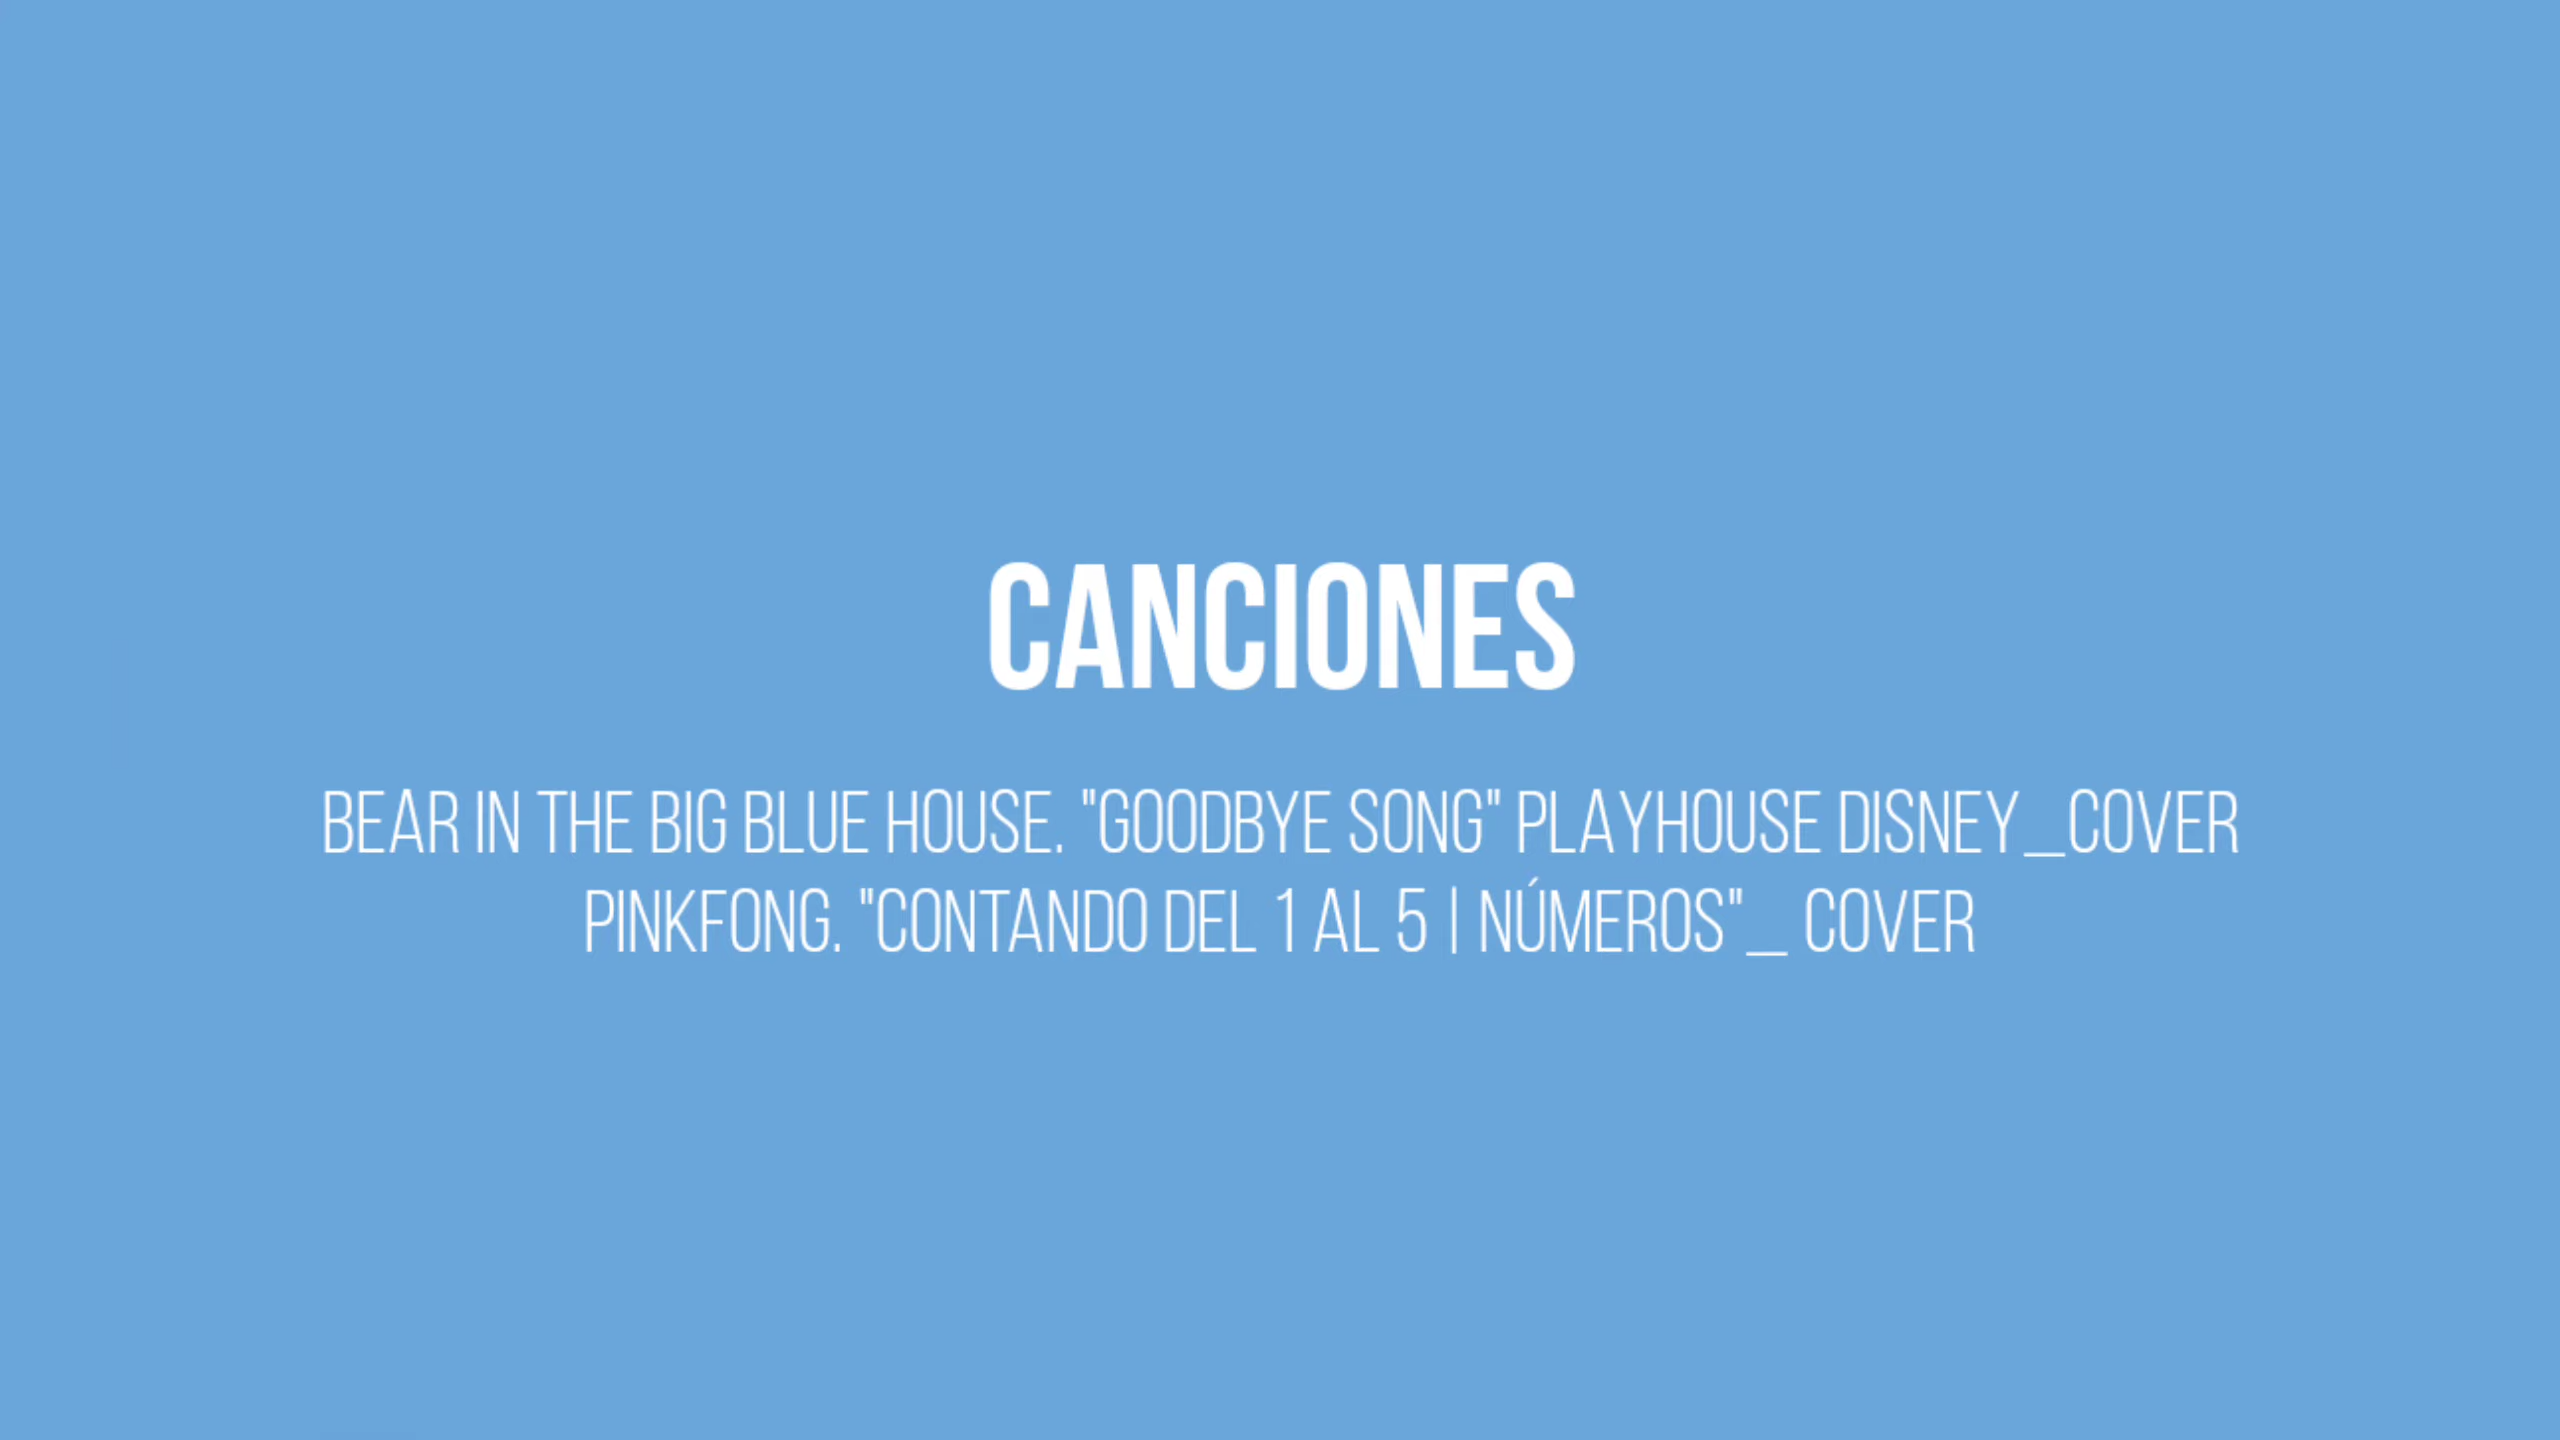 CANCIONES
BEAR IN THE BIG BLUE HOUSE. "GOODBYE SONG" PLAYHOUSE DISNEY_COVER
PINKFONG. "CONTANDO DEL 1 AL 5 | NÚMEROS"_ COVER